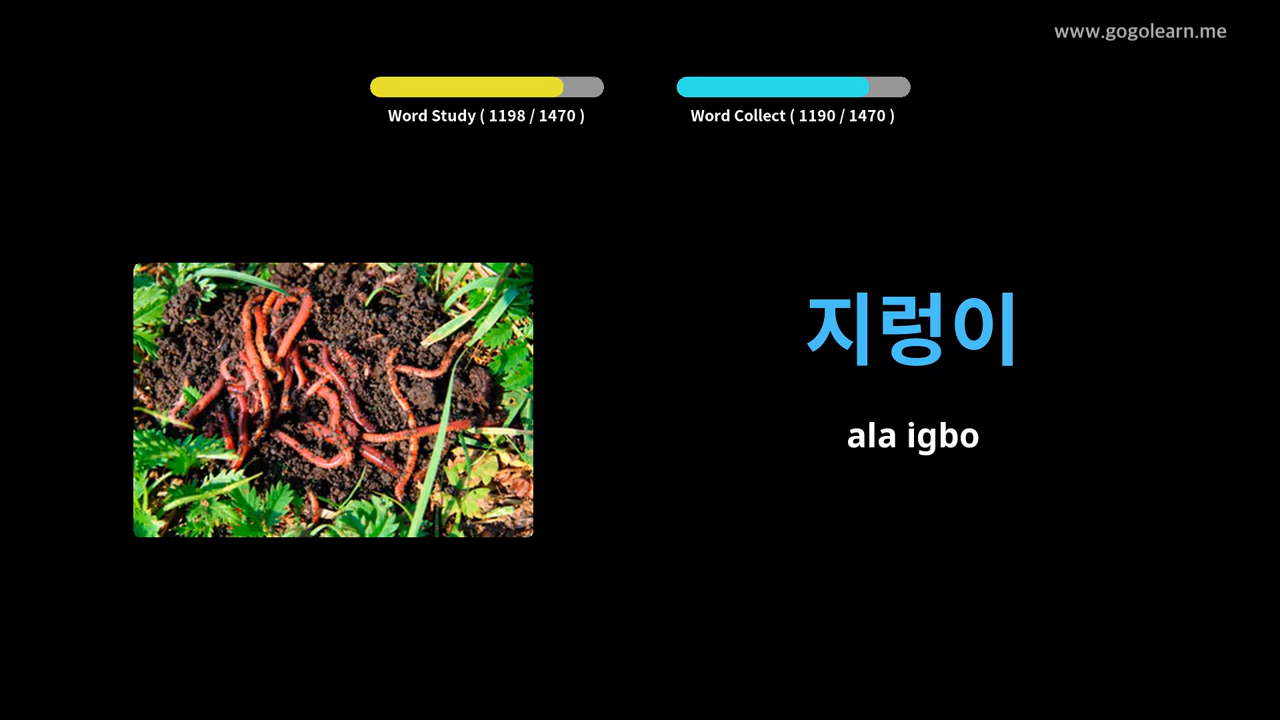 www.gogolearn.me
Word Study ( 1198 / 1470 )
Word Collect ( 1190 / 1470 )
지렁이
ala igbo